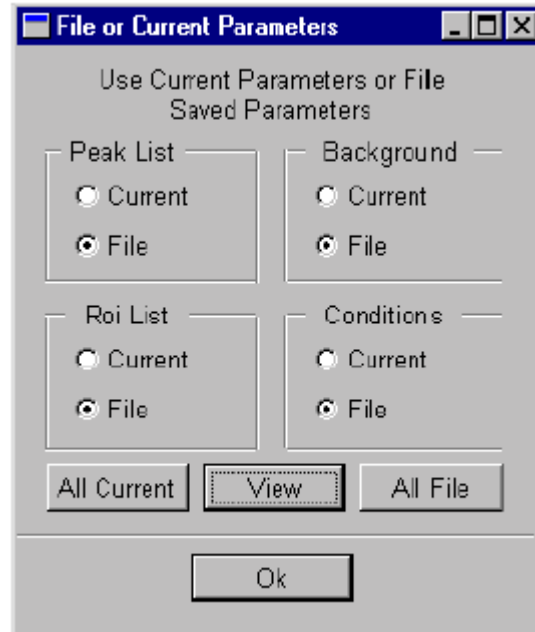 File or Current Parameters
Use Current Parameters or File
Saved Parameters
Peak List
Background
Current
Current
File
File
Roi List
Conditions
Current
Current
File
File
All Current
View
All File
Ok